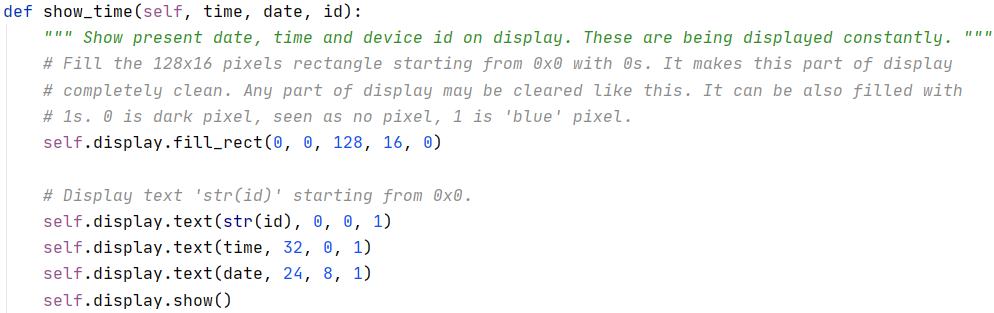 def show_time(self, time, date, id):
    """ Show present date, time and device id on display. These are being displayed constantly. """
    # Fill the 128x16 pixels rectangle starting from 0x0 with 0s. It makes this part of display
    # completely clean. Any part of display may be cleared like this. It can be also filled with
    # 1s. 0 is dark pixel, seen as no pixel, 1 is 'blue' pixel.
    self.display.fill_rect(0, 0, 128, 16, 0)

    # Display text 'str(id)' starting from 0x0.
    self.display.text(str(id), 0, 0, 1)
    self.display.text(time, 32, 0, 1)
    self.display.text(date, 24, 8, 1)
    self.display.show()